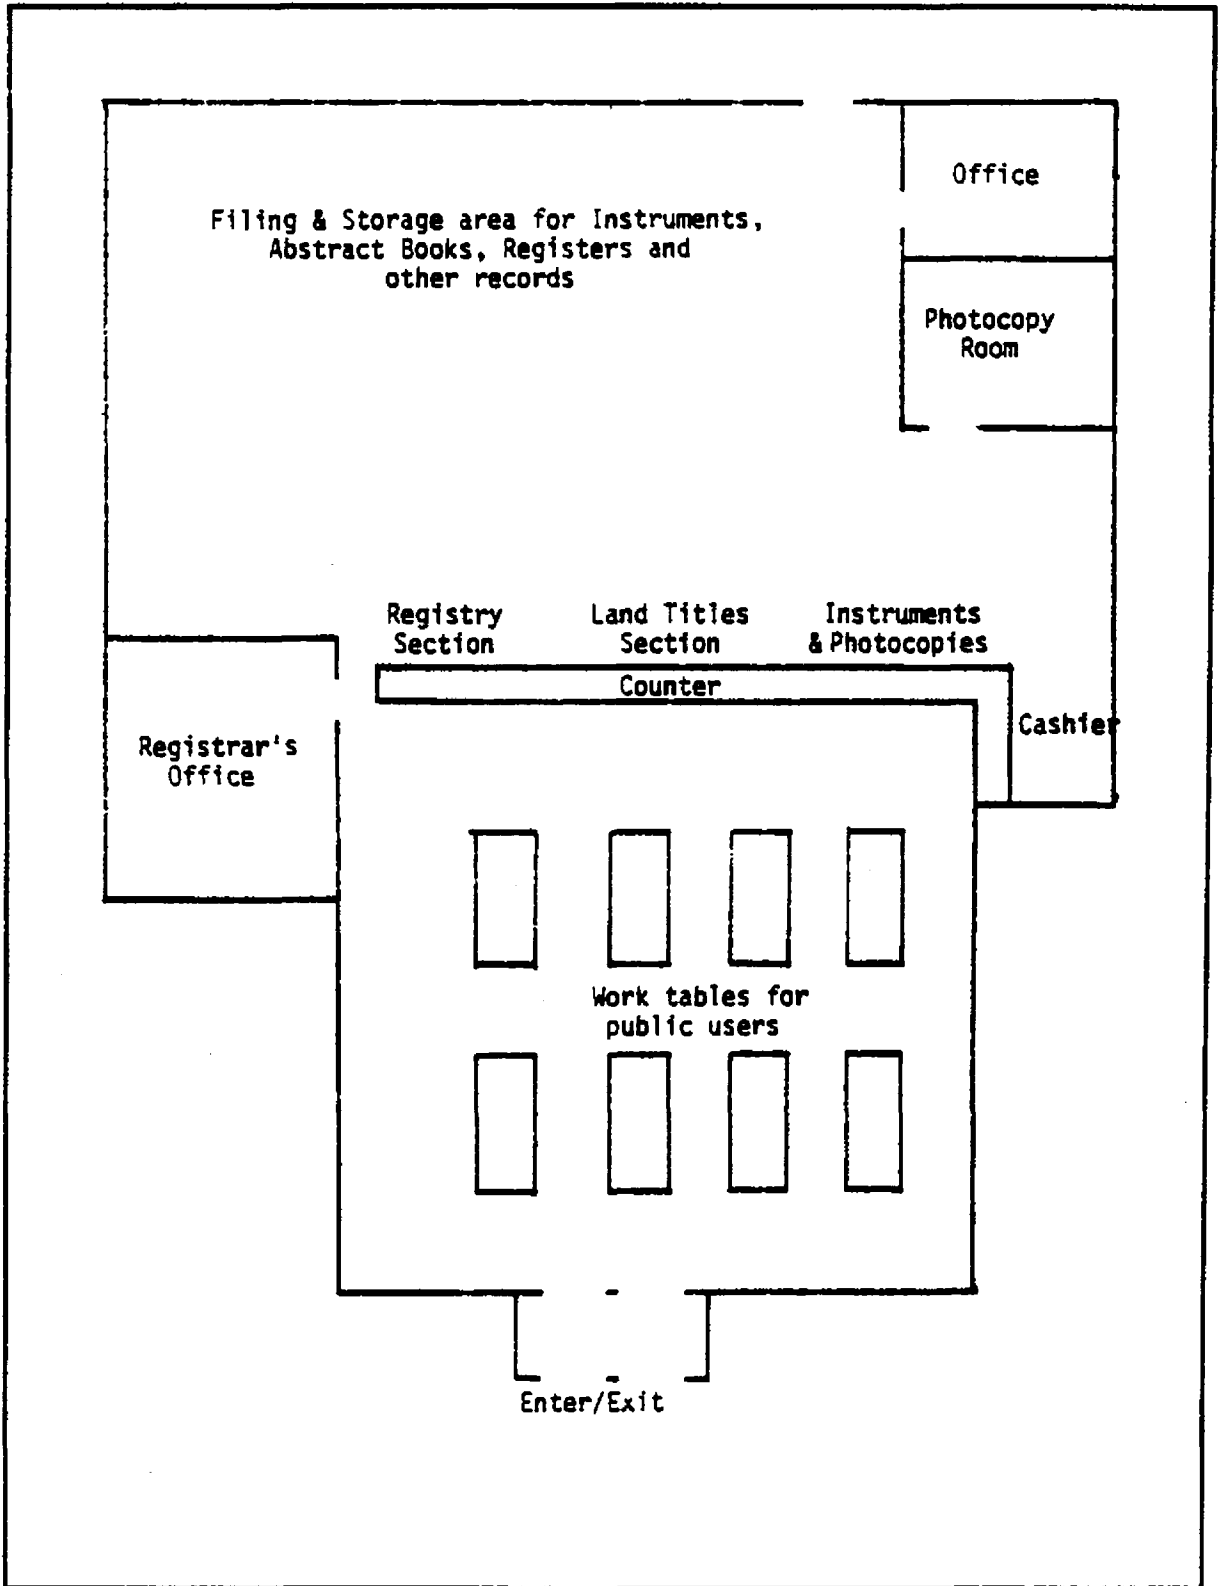 Office
Filing & Storage area for Instruments,
Abstract Books, Registers and
other records
Photocopy
Room
Registry
Section
Land Titles
Section
Instruments
& Photocopies
Counter
Cashier
Registrar's
Office
Work tables for
public users
Enter/Exit